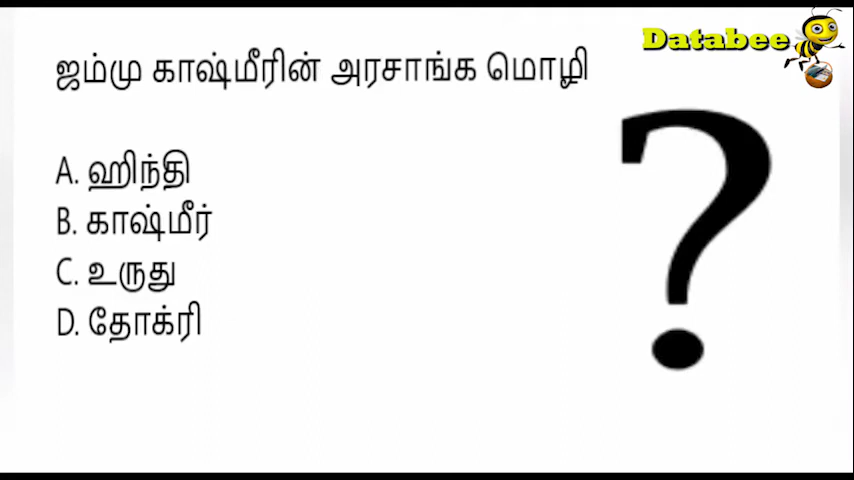 Databee
ஜம்மு காஷ்மீரின் அரசாங்க மொழி
A. ஹிந்தி
B. காஷ்மீர்
C. உருது
D. தோக்ரி
?